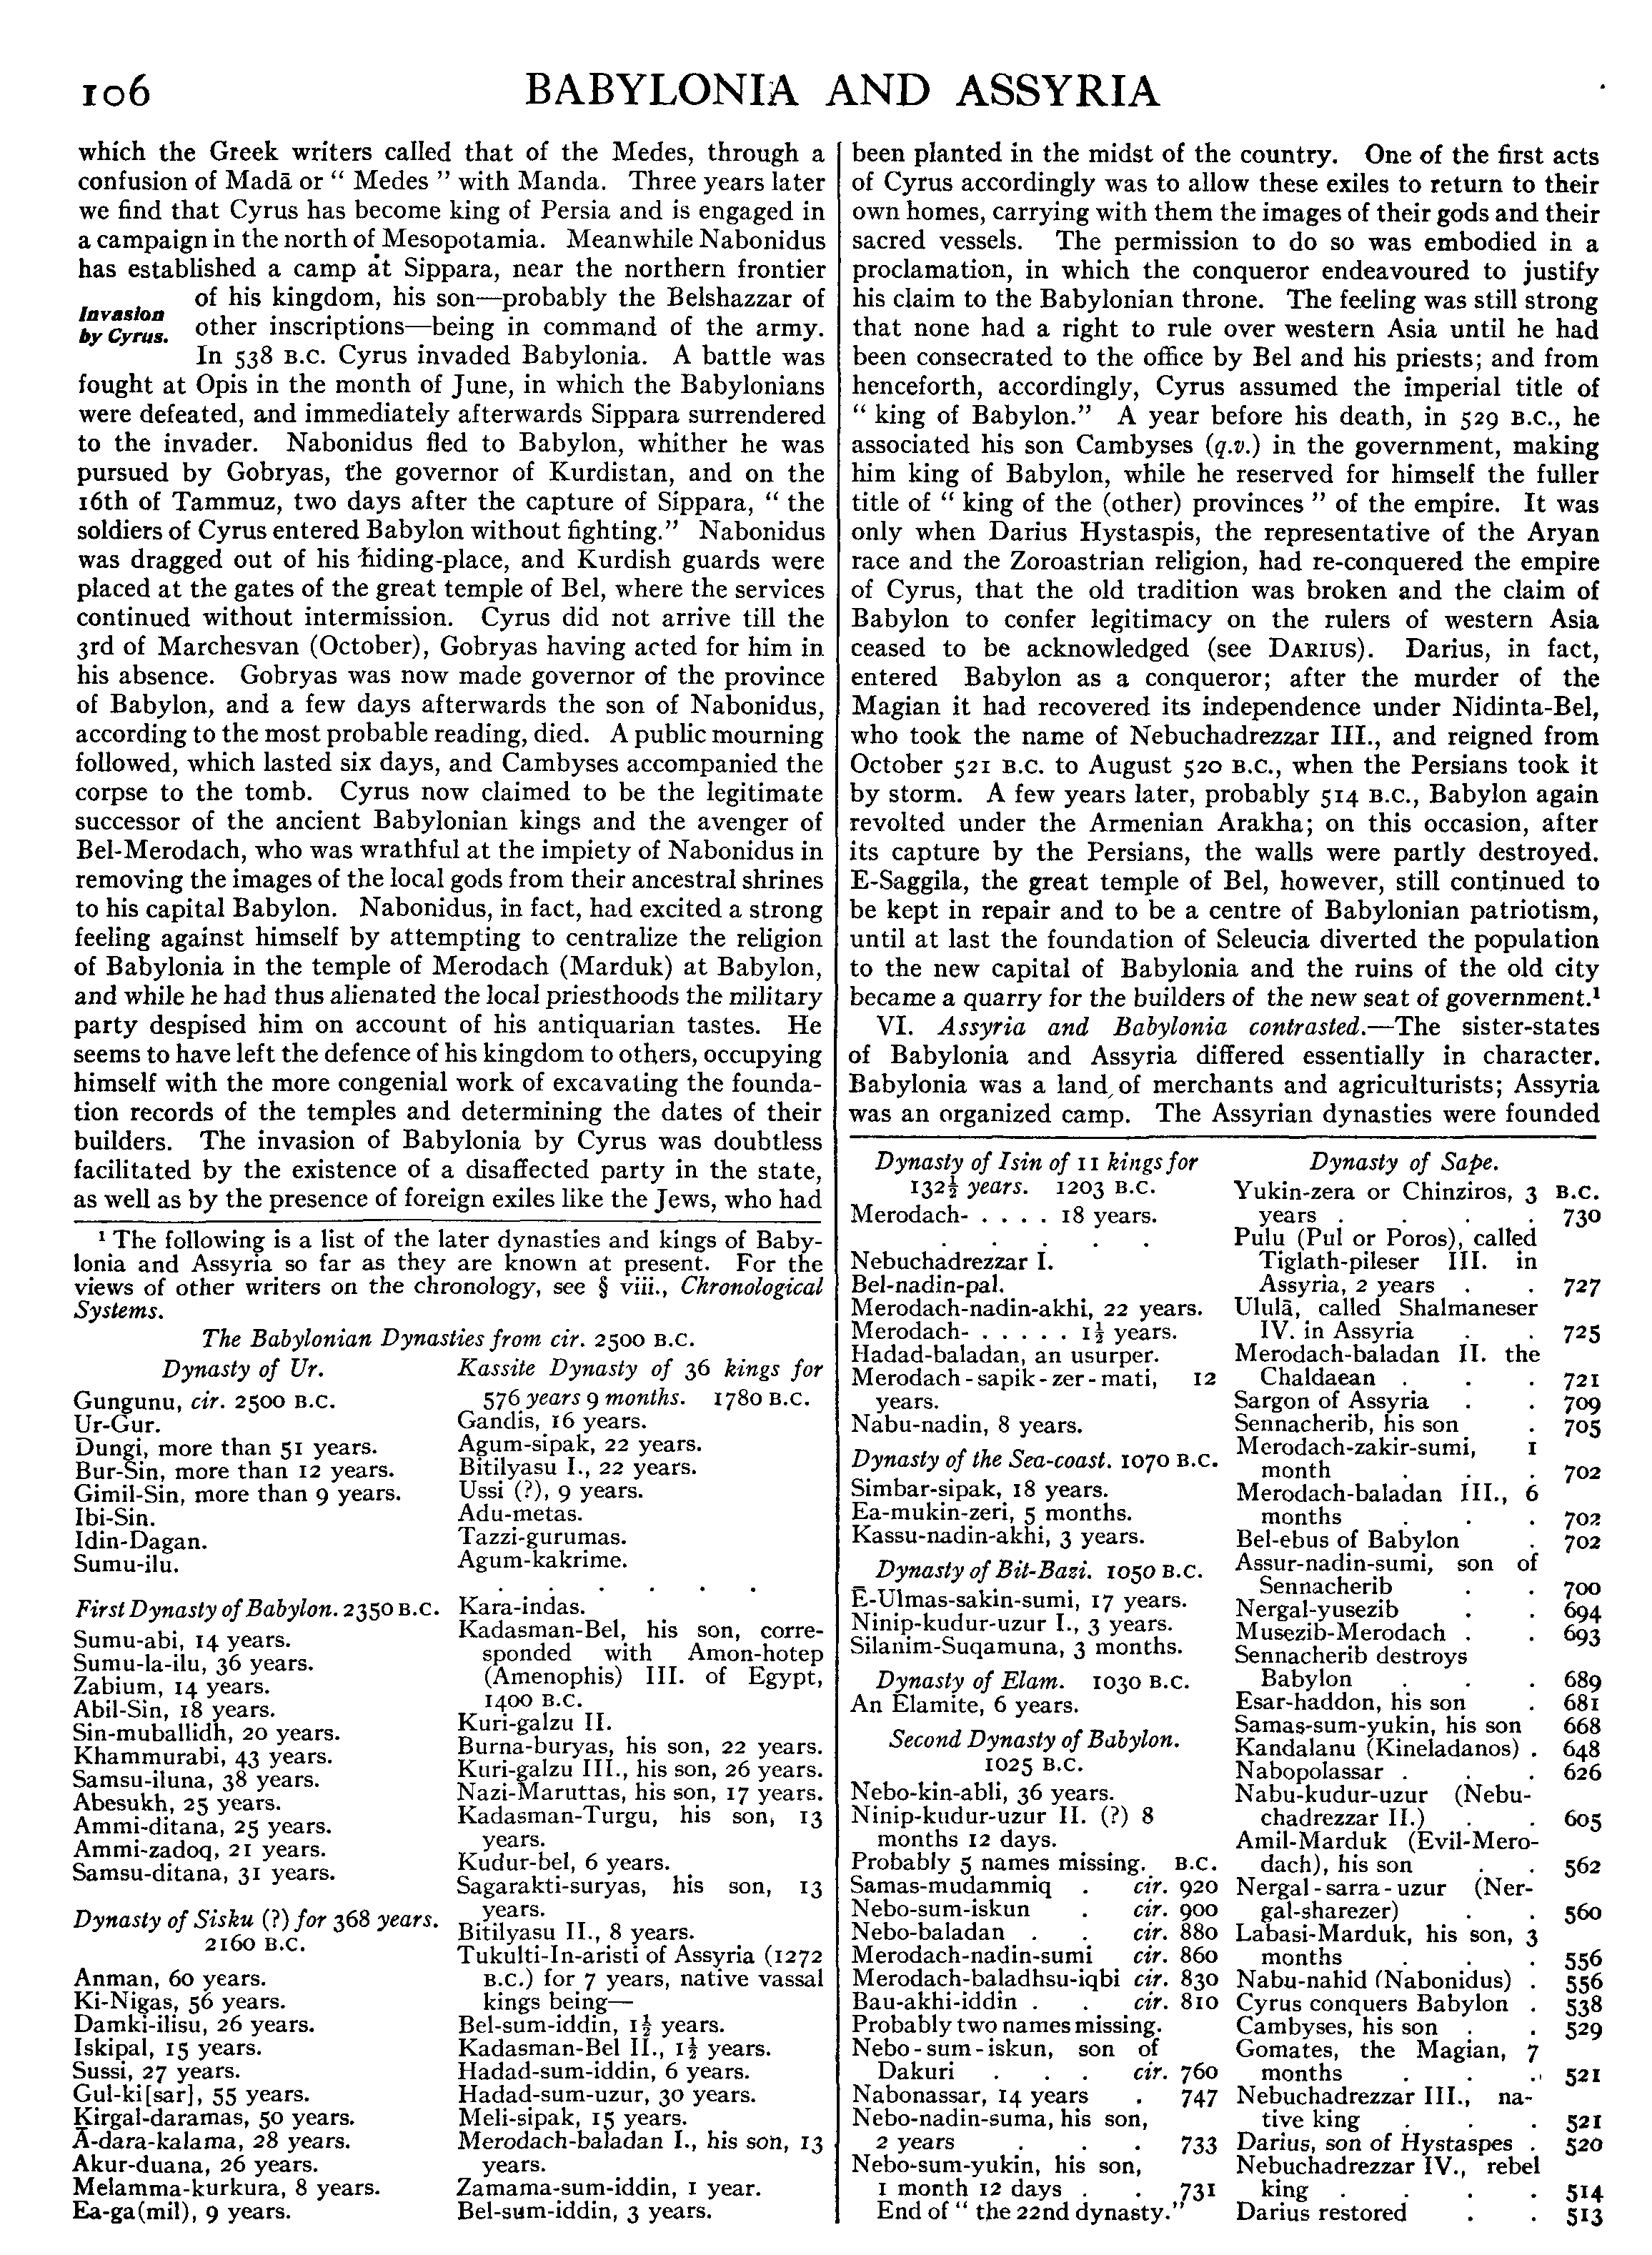 106
BABYLONIA AND ASSYRIA
which the Greek writers called that of the Medes, through a
confusion of Madā or “ Medes ” with Manda. Three years later
we find that Cyrus has become king of Persia and is engaged in
a campaign in the north of Mesopotamia. Meanwhile Nabonidus
has established a camp at Sippara, near the northern frontier
of his kingdom, his son—probably the Belshazzar of
Invasion
by Cyrus.
other inscriptions—being in command of the army.
In 538 B.C. Cyrus invaded Babylonia. A battle was
fought at Opis in the month of June, in which the Babylonians
were defeated, and immediately afterwards Sippara surrendered
to the invader. Nabonidus fled to Babylon, whither he was
pursued by Gobryas, the governor of Kurdistan, and on the
16th of Tammuz, two days after the capture of Sippara, “ the
soldiers of Cyrus entered Babylon without fighting.” Nabonidus
was dragged out of his hiding-place, and Kurdish guards were
placed at the gates of the great temple of Bel, where the services
continued without intermission. Cyrus did not arrive till the
3rd of Marchesvan (October), Gobryas having acted for him in
his absence. Gobryas was now made governor of the province
of Babylon, and a few days afterwards the son of Nabonidus,
according to the most probable reading, died. A public mourning
followed, which lasted six days, and Cambyses accompanied the
corpse to the tomb. Cyrus now claimed to be the legitimate
successor of the ancient Babylonian kings and the avenger of
Bel-Merodach, who was wrathful at the impiety of Nabonidus in
removing the images of the local gods from their ancestral shrines
to his capital Babylon. Nabonidus, in fact, had excited a strong
feeling against himself by attempting to centralize the religion
of Babylonia in the temple of Merodach (Marduk) at Babylon,
and while he had thus alienated the local priesthoods the military
party despised him on account of his antiquarian tastes. He
seems to have left the defence of his kingdom to others, occupying
himself with the more congenial work of excavating the founda-
tion records of the temples and determining the dates of their
builders. The invasion of Babylonia by Cyrus was doubtless
facilitated by the existence of a disaffected party in the state,
as well as by the presence of foreign exiles like the Jews, who had
been planted in the midst of the country. One of the first acts
of Cyrus accordingly was to allow these exiles to return to their
own homes, carrying with them the images of their gods and their
sacred vessels. The permission to do so was embodied in a
proclamation, in which the conqueror endeavoured to justify
his claim to the Babylonian throne. The feeling was still strong
that none had a right to rule over western Asia until he had
been consecrated to the office by Bel and his priests; and from
henceforth, accordingly, Cyrus assumed the imperial title of
“ king of Babylon.” A year before his death, in 529 B.C., he
associated his son Cambyses (q.v.) in the government, making
him king of Babylon, while he reserved for himself the fuller
title of “ king of the (other) provinces ” of the empire. It was
only when Darius Hystaspis, the representative of the Aryan
race and the Zoroastrian religion, had re-conquered the empire
of Cyrus, that the old tradition was broken and the claim of
Babylon to confer legitimacy on the rulers of western Asia
ceased to be acknowledged (see DARIUS). Darius, in fact,
entered Babylon as a conqueror; after the murder of the
Magian it had recovered its independence under Nidinta-Bel,
who took the name of Nebuchadrezzar III., and reigned from
October 521 B.C. to August 520 B.C., when the Persians took it
by storm. A few years later, probably 514 B.C., Babylon again
revolted under the Armenian Arakha; on this occasion, after
its capture by the Persians, the walls were partly destroyed.
E-Saggila, the great temple of Bel, however, still continued to
be kept in repair and to be a centre of Babylonian patriotism,
until at last the foundation of Seleucia diverted the population
to the new capital of Babylonia and the ruins of the old city
became a quarry for the builders of the new seat of government.¹
VI. Assyria and Babylonia contrasted.—The sister-states
of Babylonia and Assyria differed essentially in character.
Babylonia was a land of merchants and agriculturists; Assyria
was an organized camp. The Assyrian dynasties were founded
¹ The following is a list of the later dynasties and kings of Baby-
lonia and Assyria so far as they are known at present. For the
views of other writers on the chronology, see § viii., Chronological
Systems.
The Babylonian Dynasties from cir. 2500 B.C.
Dynasty of Ur.
Gungunu, cir. 2500 B.C.
Ur-Gur.
Dungi, more than 51 years.
Bur-Sin, more than 12 years.
Gimil-Sin, more than 9 years.
Ibi-Sin.
Idin-Dagan.
Sumu-ilu.
First Dynasty of Babylon. 2350 B.C.
Sumu-abi, 14 years.
Sumu-la-ilu, 36 years.
Zabium, 14 years.
Abil-Sin, 18 years.
Sin-muballidh, 20 years.
Khammurabi, 43 years.
Samsu-iluna, 38 years.
Abesukh, 25 years.
Ammi-ditana, 25 years.
Ammi-zadoq, 21 years.
Samsu-ditana, 31 years.
Dynasty of Sisku (?) for 368 years.
2160 B.C.
Anman, 60 years.
Ki-Nigas, 56 years.
Damki-ilisu, 26 years.
Iskipal, 15 years.
Sussi, 27 years.
Gul-ki[sar], 55 years.
Kirgal-daramas, 50 years.
A-dara-kalama, 28 years.
Akur-duana, 26 years.
Melamma-kurkura, 8 years.
Ea-ga(mil), 9 years.
Kassite Dynasty of 36 kings for
576 years 9 months. 1780 B.C.
Gandis, 16 years.
Agum-sipak, 22 years.
Bitilyasu I., 22 years.
Ussi (?), 9 years.
Adu-metas.
Tazzi-gurumas.
Agum-kakrime.
. . . . . .
Kara-indas.
Kadasman-Bel, his son, corre-
sponded with Amon-hotep
(Amenophis) III. of Egypt,
1400 B.C.
Kuri-galzu II.
Burna-buryas, his son, 22 years.
Kuri-galzu III., his son, 26 years.
Nazi-Maruttas, his son, 17 years.
Kadasman-Turgu, his son, 13
years.
Kudur-bel, 6 years.
Sagarakti-suryas, his son, 13
years.
Bitilyasu II., 8 years.
Tukulti-In-aristi of Assyria (1272
B.C.) for 7 years, native vassal
kings being—
Bel-sum-iddin, 1½ years.
Kadasman-Bel II., 1½ years.
Hadad-sum-iddin, 6 years.
Hadad-sum-uzur, 30 years.
Meli-sipak, 15 years.
Merodach-baladan I., his son, 13
years.
Zamama-sum-iddin, 1 year.
Bel-sum-iddin, 3 years.
Dynasty of Isin of 11 kings for
132½ years. 1203 B.C.
Merodach- . . . . 18 years.
. . . . .
Nebuchadrezzar I.
Bel-nadin-pal.
Merodach-nadin-akhi, 22 years.
Merodach- . . . . . 1½ years.
Hadad-baladan, an usurper.
Merodach - sapik - zer - mati, 12
years.
Nabu-nadin, 8 years.
Dynasty of the Sea-coast. 1070 B.C.
Simbar-sipak, 18 years.
Ea-mukin-zeri, 5 months.
Kassu-nadin-akhi, 3 years.
Dynasty of Bit-Bazi. 1050 B.C.
Ē-Ulmas-sakin-sumi, 17 years.
Ninip-kudur-uzur I., 3 years.
Silanim-Suqamuna, 3 months.
Dynasty of Elam. 1030 B.C.
An Elamite, 6 years.
Second Dynasty of Babylon.
1025 B.C.
Nebo-kin-abli, 36 years.
Ninip-kudur-uzur II. (?) 8
months 12 days.
Probably 5 names missing. B.C.
Samas-mudammiq . cir. 920
Nebo-sum-iskun . cir. 900
Nebo-baladan . . cir. 880
Merodach-nadin-sumi cir. 860
Merodach-baladhsu-iqbi cir. 830
Bau-akhi-iddin . . cir. 810
Probably two names missing.
Nebo - sum - iskun, son of
Dakuri . . . cir. 760
Nabonassar, 14 years . 747
Nebo-nadin-suma, his son,
2 years . . . 733
Nebo-sum-yukin, his son,
1 month 12 days . . 731
End of “ the 22nd dynasty.”
Dynasty of Sape.
Yukin-zera or Chinziros, 3 B.C.
years . . . . 730
Pulu (Pul or Poros), called
Tiglath-pileser III. in
Assyria, 2 years . . 727
Ululā, called Shalmaneser
IV. in Assyria . . 725
Merodach-baladan II. the
Chaldaean . . . 721
Sargon of Assyria . . 709
Sennacherib, his son . 705
Merodach-zakir-sumi, 1
month . . . 702
Merodach-baladan III., 6
months . . . 702
Bel-ebus of Babylon . 702
Assur-nadin-sumi, son of
Sennacherib . . 700
Nergal-yusezib . . 694
Musezib-Merodach . . 693
Sennacherib destroys
Babylon . . . 689
Esar-haddon, his son . 681
Samas-sum-yukin, his son 668
Kandalanu (Kineladanos) . 648
Nabopolassar . . . 626
Nabu-kudur-uzur (Nebu-
chadrezzar II.) . . 605
Amil-Marduk (Evil-Mero-
dach), his son . . 562
Nergal - sarra - uzur (Ner-
gal-sharezer) . . 560
Labasi-Marduk, his son, 3
months . . . 556
Nabu-nahid (Nabonidus) . 556
Cyrus conquers Babylon . 538
Cambyses, his son . . 529
Gomates, the Magian, 7
months . . . 521
Nebuchadrezzar III., na-
tive king . . . 521
Darius, son of Hystaspes . 520
Nebuchadrezzar IV., rebel
king . . . . 514
Darius restored . . 513